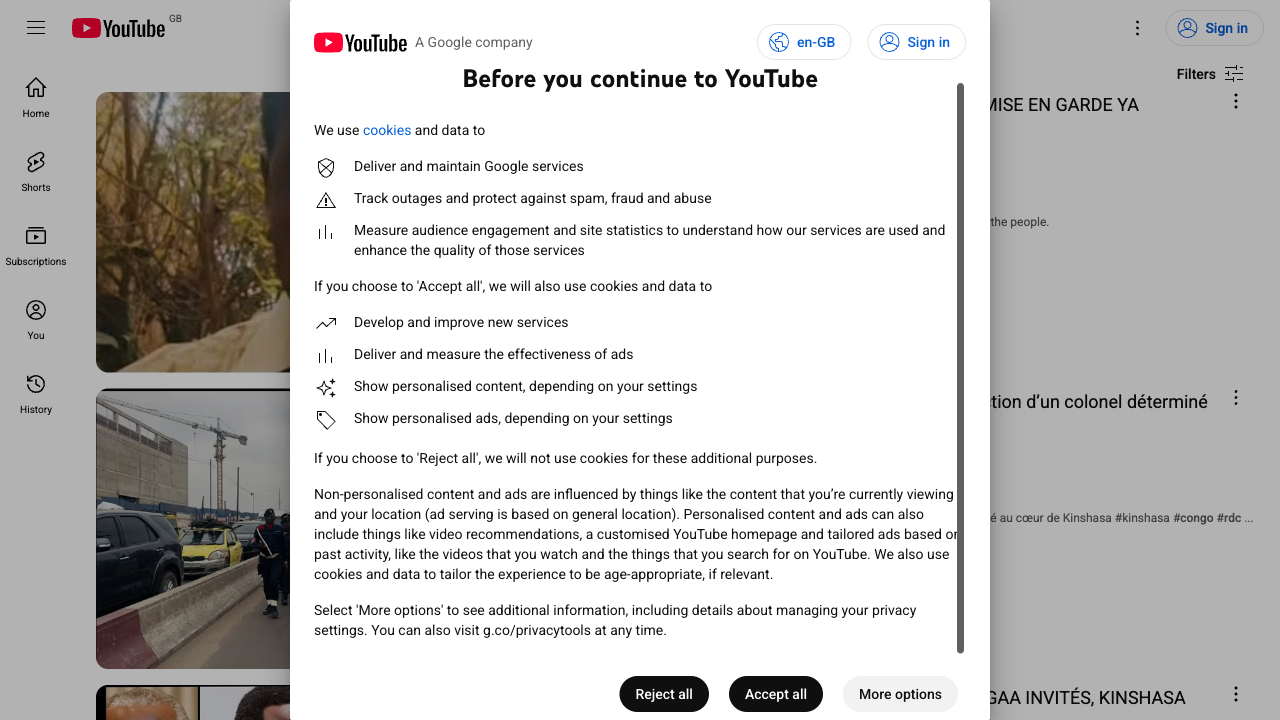 YouTube GB
Sign in
Filters
Home
Shorts
Subscriptions
You
History
YouTube A Google company
en-GB
Sign in
Before you continue to YouTube
We use cookies and data to
Deliver and maintain Google services
Track outages and protect against spam, fraud and abuse
Measure audience engagement and site statistics to understand how our services are used and
enhance the quality of those services
If you choose to 'Accept all', we will also use cookies and data to
Develop and improve new services
Deliver and measure the effectiveness of ads
Show personalised content, depending on your settings
Show personalised ads, depending on your settings
If you choose to 'Reject all', we will not use cookies for these additional purposes.
Non-personalised content and ads are influenced by things like the content that you’re currently viewing
and your location (ad serving is based on general location). Personalised content and ads can also
include things like video recommendations, a customised YouTube homepage and tailored ads based on
past activity, like the videos that you watch and the things that you search for on YouTube. We also use
cookies and data to tailor the experience to be age-appropriate, if relevant.
Select 'More options' to see additional information, including details about managing your privacy
settings. You can also visit g.co/privacytools at any time.
Reject all
Accept all
More options
MISE EN GARDE YA
the people.
ction d’un colonel déterminé
é au cœur de Kinshasa #kinshasa #congo #rdc ...
GAA INVITÉS, KINSHASA